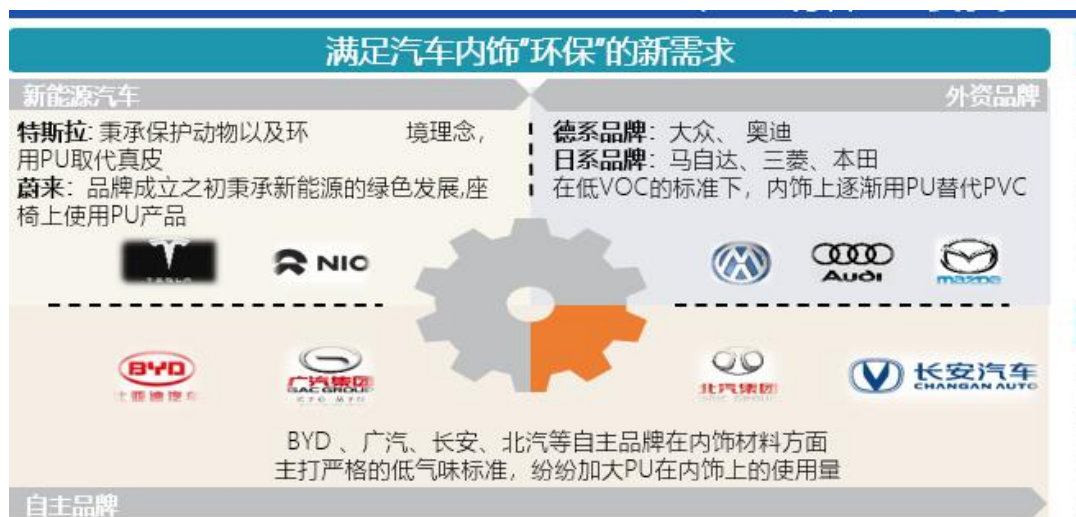 满足汽车内饰"环保"的新需求
新能源汽车
外资品牌
特斯拉: 秉承保护动物以及环 境理念，
用PU取代真皮
蔚来：品牌成立之初秉承新能源的绿色发展,座
椅上使用PU产品
德系品牌：大众、 奥迪
日系品牌：马自达、三菱、本田
在低VOC的标准下，内饰上逐渐用PU替代PVC
NIO
Audi
mazda
BYD
广汽集团
GAC GROUP
北汽集团
长安汽车
CHANGAN AUTO
BYD 、广汽、长安、北汽等自主品牌在内饰材料方面
主打严格的低气味标准，纷纷加大PU在内饰上的使用量
自主品牌